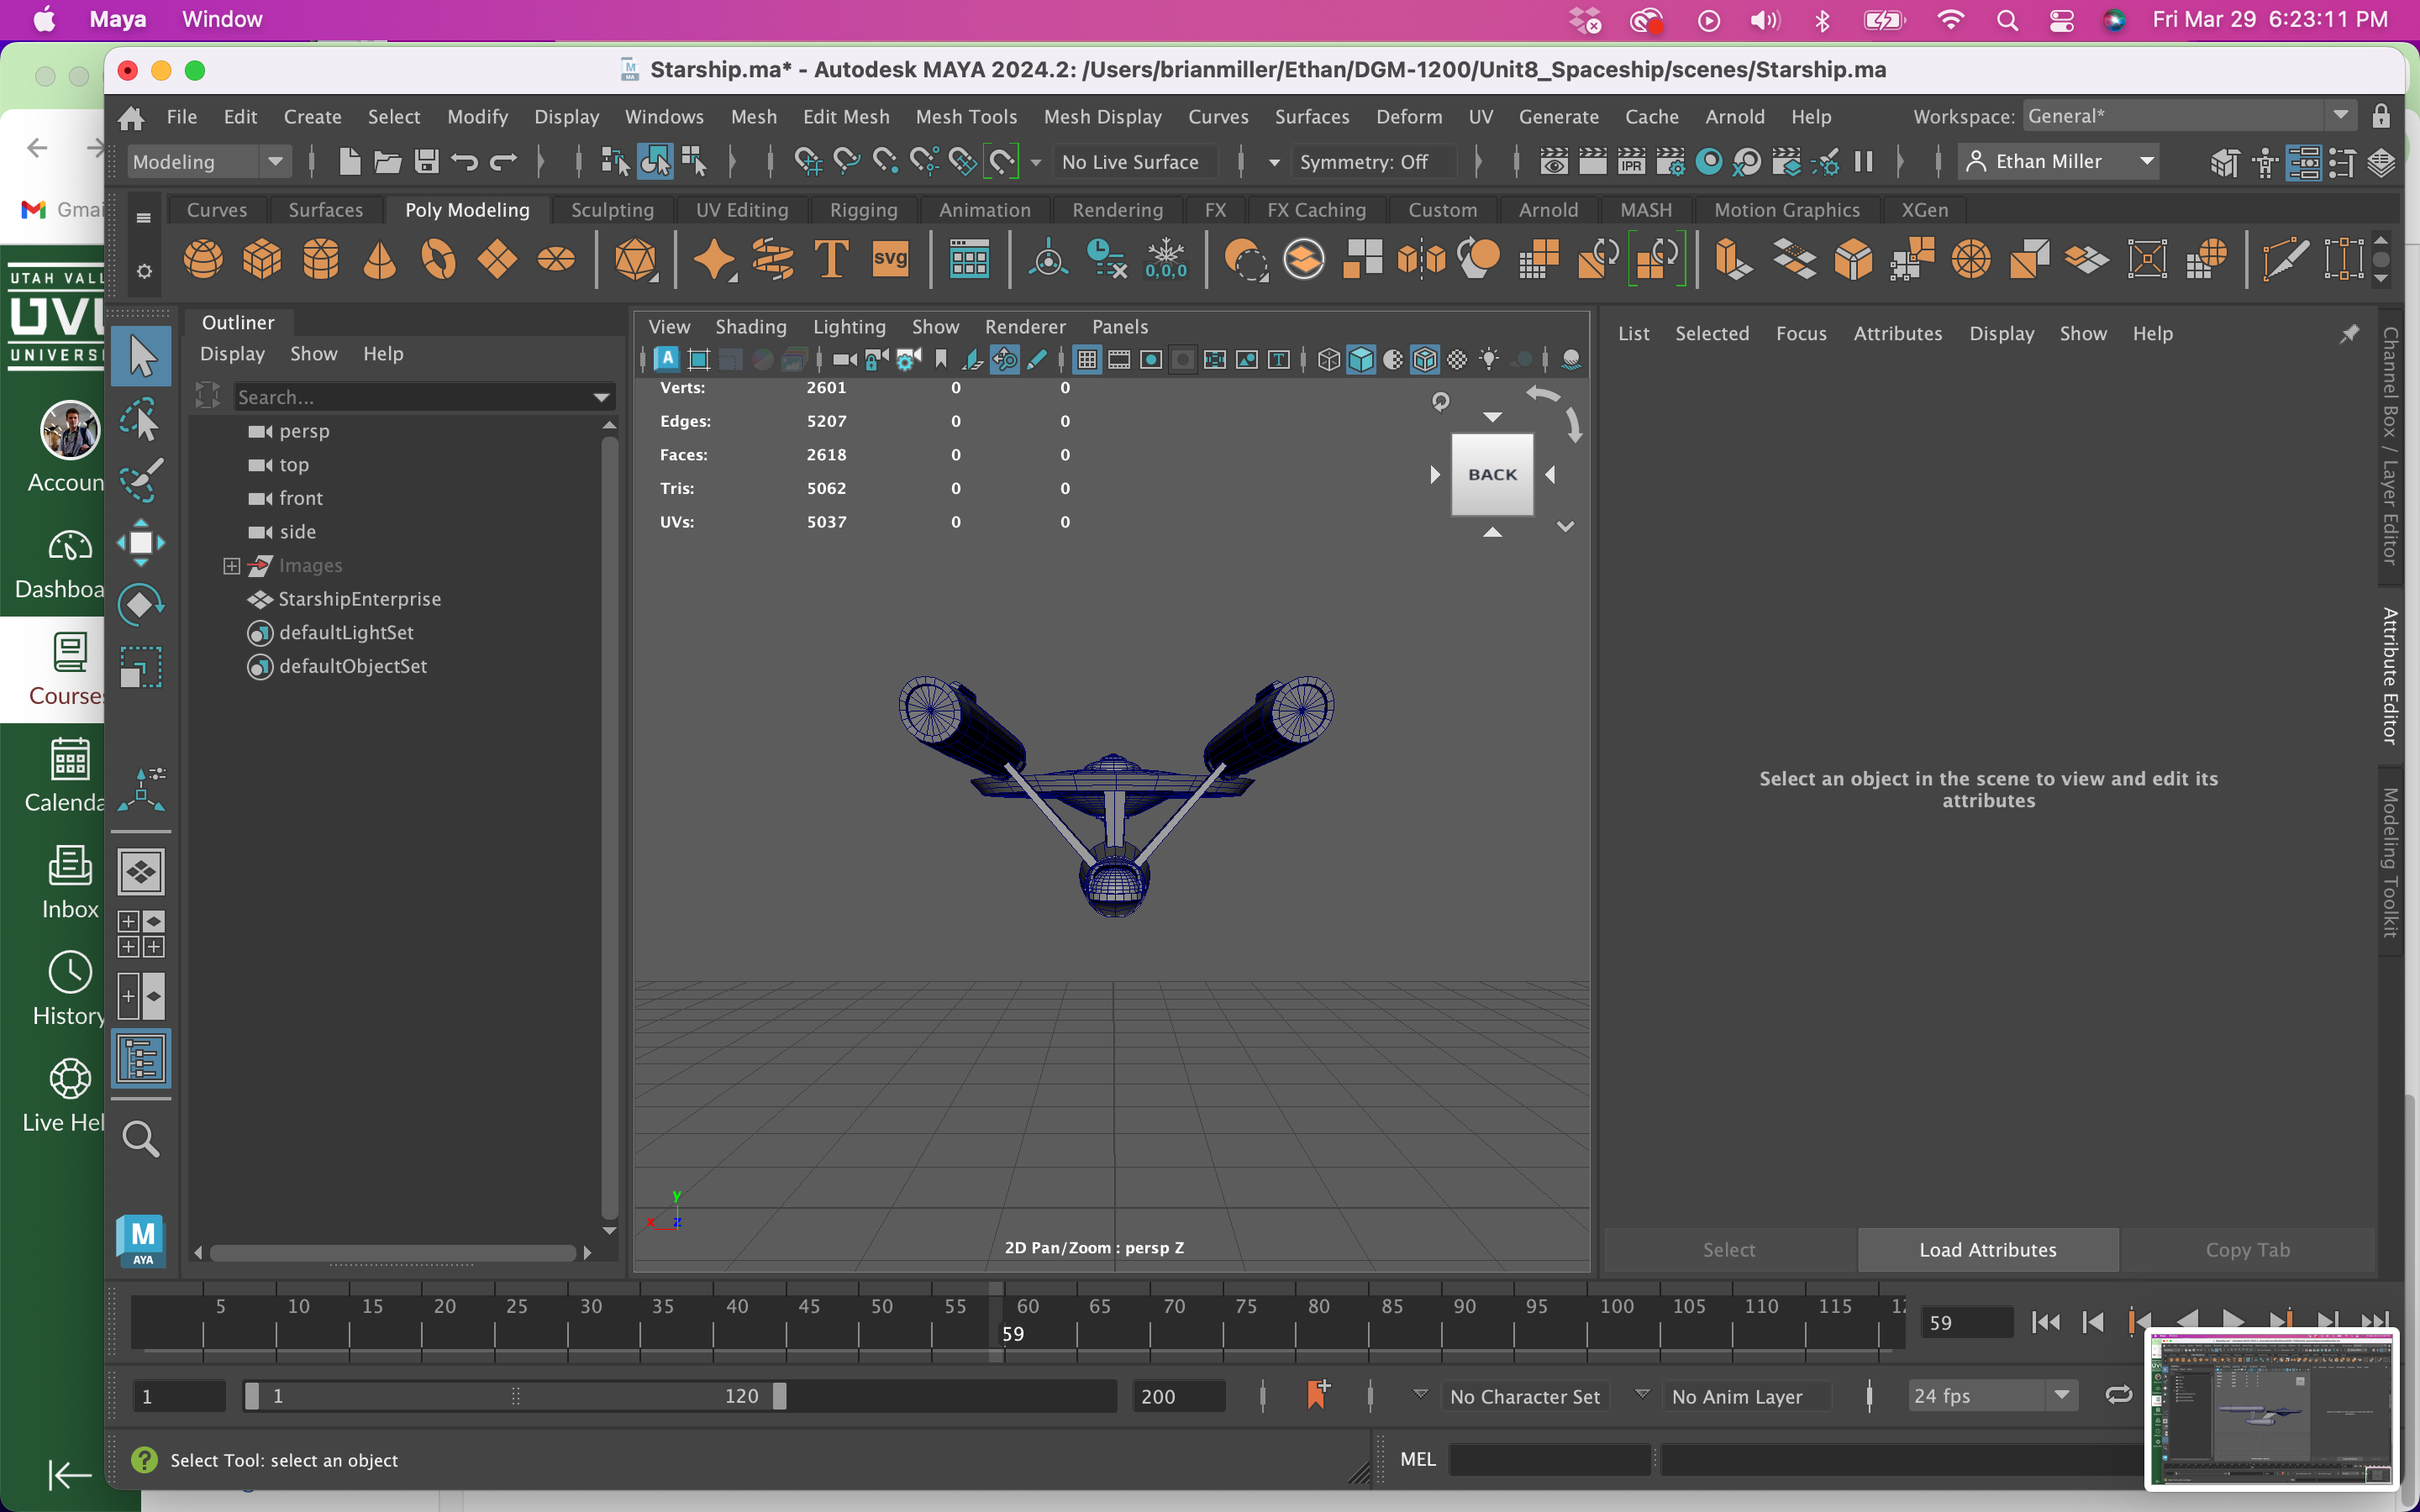 Maya Window Fri Mar 29 6:23:11 PM
Starship.ma* - Autodesk MAYA 2024.2: /Users/brianmiller/Ethan/DGM-1200/Unit8_Spaceship/scenes/Starship.ma
File Edit Create Select Modify Display Windows Mesh Edit Mesh Mesh Tools Mesh Display Curves Surfaces Deform UV Generate Cache Arnold Help Workspace: General*
Modeling No Live Surface Symmetry: Off IPR Ethan Miller
Curves Surfaces Poly Modeling Sculpting UV Editing Rigging Animation Rendering FX FX Caching Custom Arnold MASH Motion Graphics XGen
T svg 0,0,0
Gmai
UTAH VALL
UVU
UNIVERS
Accoun
Dashboa
Courses
Calenda
Inbox
History
Live Hel
Outliner
Display Show Help
Search...
persp
top
front
side
Images
StarshipEnterprise
defaultLightSet
defaultObjectSet
M
AYA
View Shading Lighting Show Renderer Panels
Verts: 2601 0 0
Edges: 5207 0 0
Faces: 2618 0 0
Tris: 5062 0 0
UVs: 5037 0 0
BACK
y
x z
2D Pan/Zoom : persp Z
List Selected Focus Attributes Display Show Help
Select an object in the scene to view and edit its
attributes
Select Load Attributes Copy Tab
Channel Box / Layer Editor
Attribute Editor
Modeling Toolkit
5 10 15 20 25 30 35 40 45 50 55 60 65 70 75 80 85 90 95 100 105 110 115 12
59
59
1 1 120 200 No Character Set No Anim Layer 24 fps
Select Tool: select an object MEL